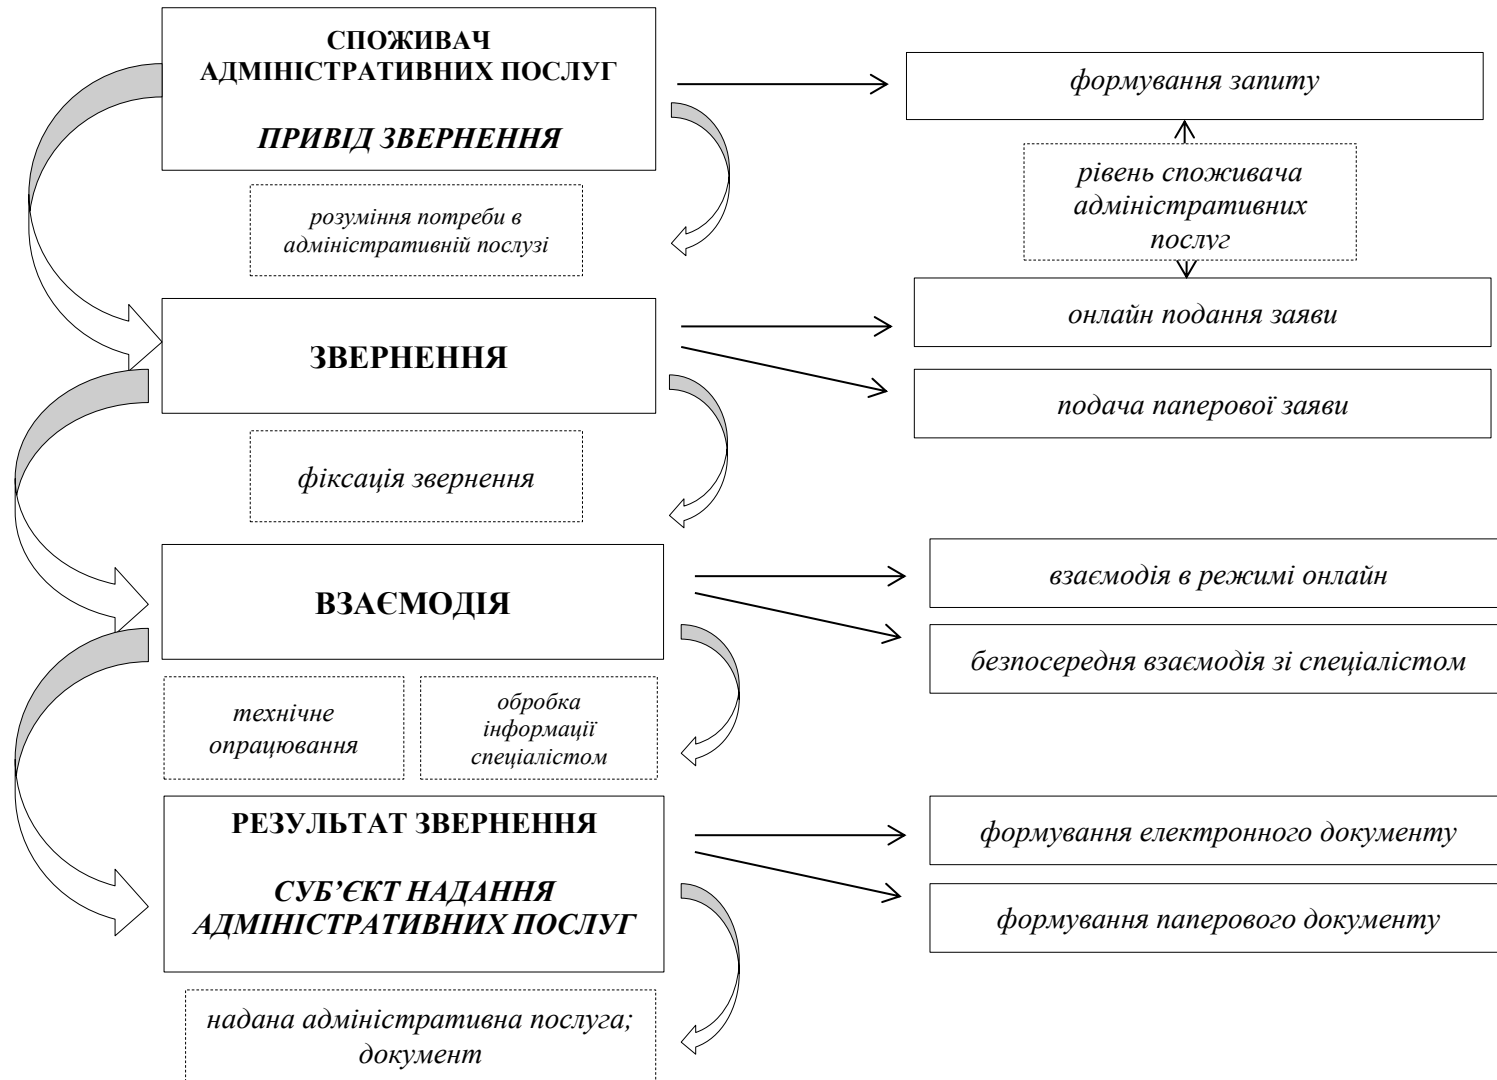 СПОЖИВАЧ
АДМІНІСТРАТИВНИХ ПОСЛУГ
ПРИВІД ЗВЕРНЕННЯ
формування запиту
рівень споживача
адміністративних
послуг
розуміння потреби в
адміністративній послузі
ЗВЕРНЕННЯ
онлайн подання заяви
подача паперової заяви
фіксація звернення
ВЗАЄМОДІЯ
взаємодія в режимі онлайн
безпосередня взаємодія зі спеціалістом
технічне
опрацювання
обробка
інформації
спеціалістом
РЕЗУЛЬТАТ ЗВЕРНЕННЯ
СУБ’ЄКТ НАДАННЯ
АДМІНІСТРАТИВНИХ ПОСЛУГ
формування електронного документу
формування паперового документу
надана адміністративна послуга;
документ